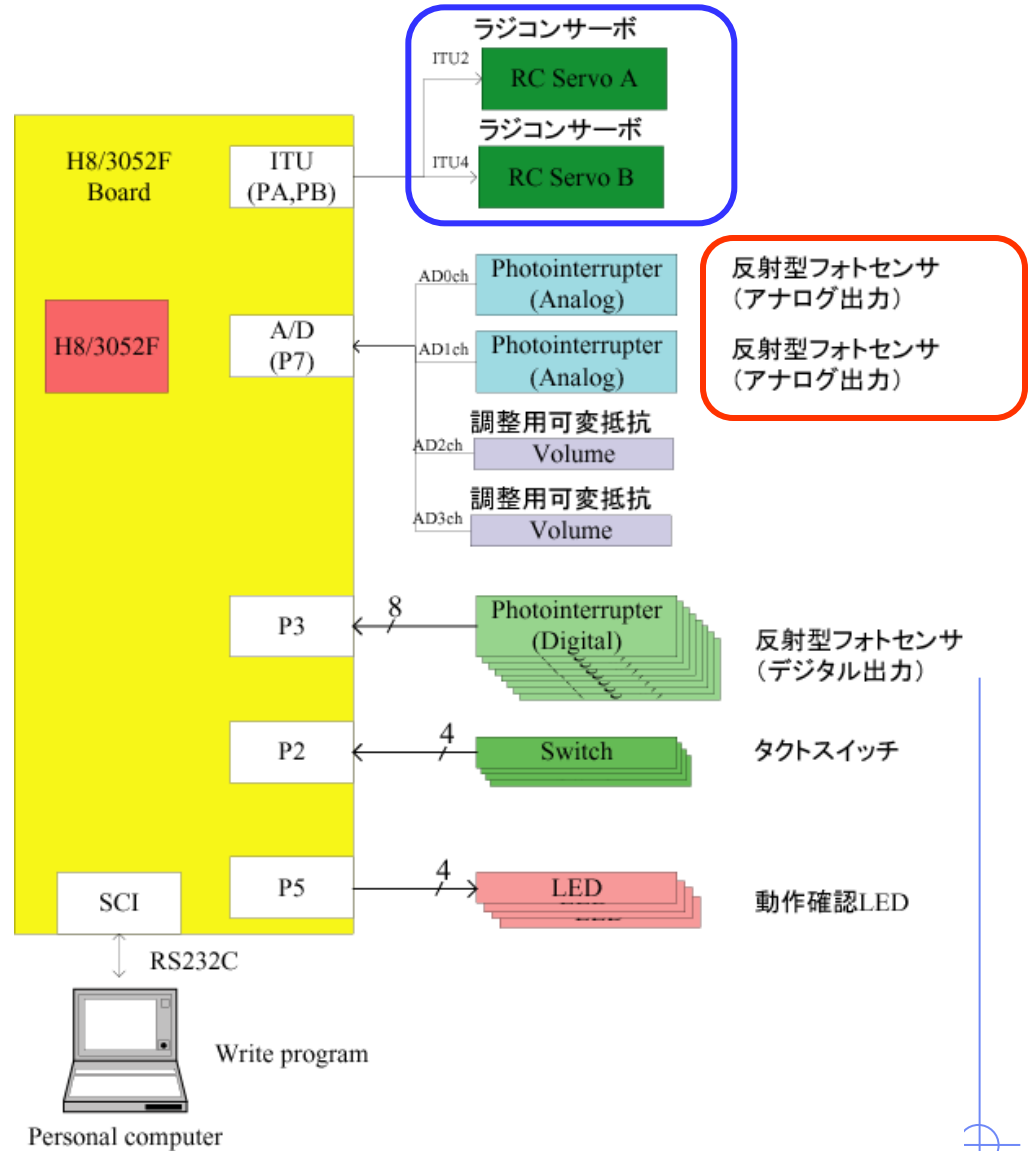 ラジコンサーボ
ITU2
RC Servo A
ラジコンサーボ
ITU4
RC Servo B
H8/3052F
Board
ITU
(PA,PB)
H8/3052F
A/D
(P7)
AD0ch
Photointerrupter
(Analog)
反射型フォトセンサ
(アナログ出力)
AD1ch
Photointerrupter
(Analog)
反射型フォトセンサ
(アナログ出力)
調整用可変抵抗
AD2ch
Volume
調整用可変抵抗
AD3ch
Volume
P3
8
Photointerrupter
(Digital)
反射型フォトセンサ
(デジタル出力)
P2
4
Switch
タクトスイッチ
P5
4
LED
動作確認LED
SCI
RS232C
Write program
Personal computer